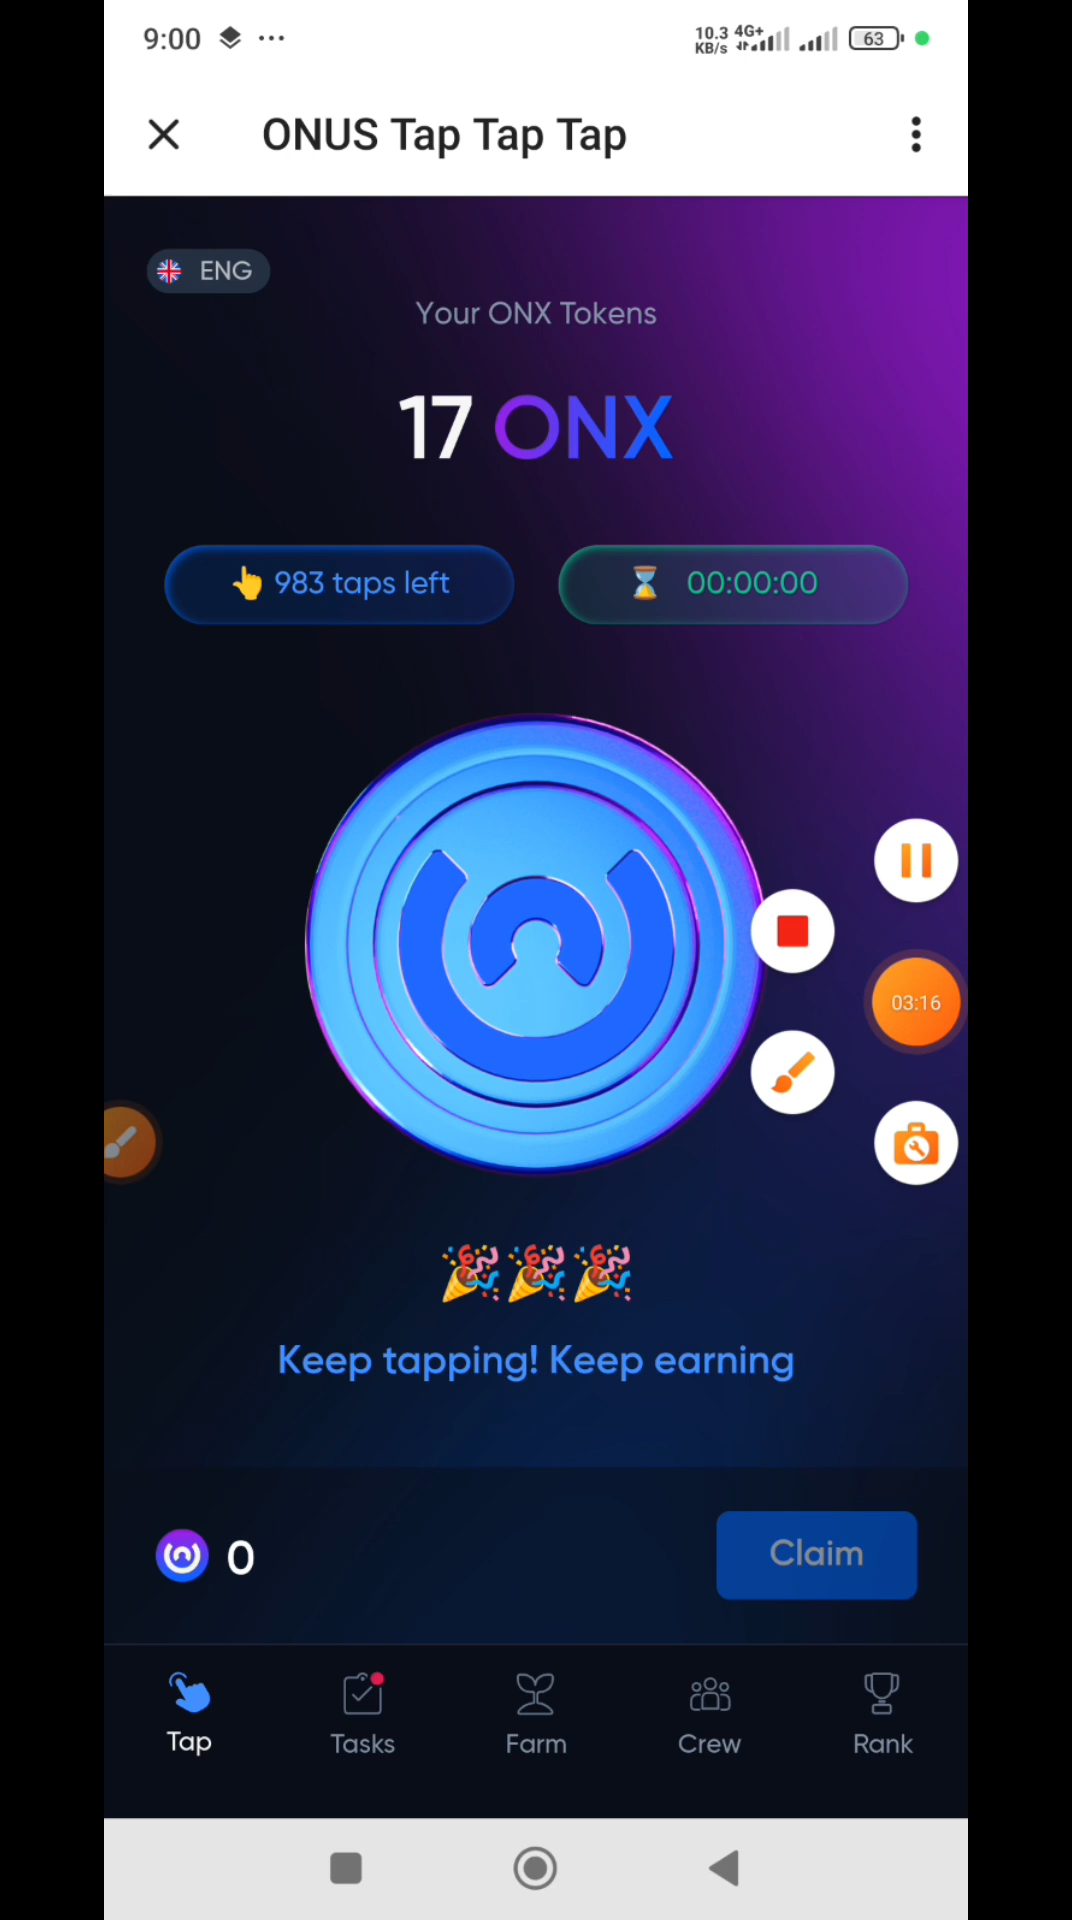 9:00
10.3 KB/s 4G+ 63
ONUS Tap Tap Tap
ENG
Your ONX Tokens
17 ONX
983 taps left
00:00:00
03:16
Keep tapping! Keep earning
0
Claim
Tap
Tasks
Farm
Crew
Rank